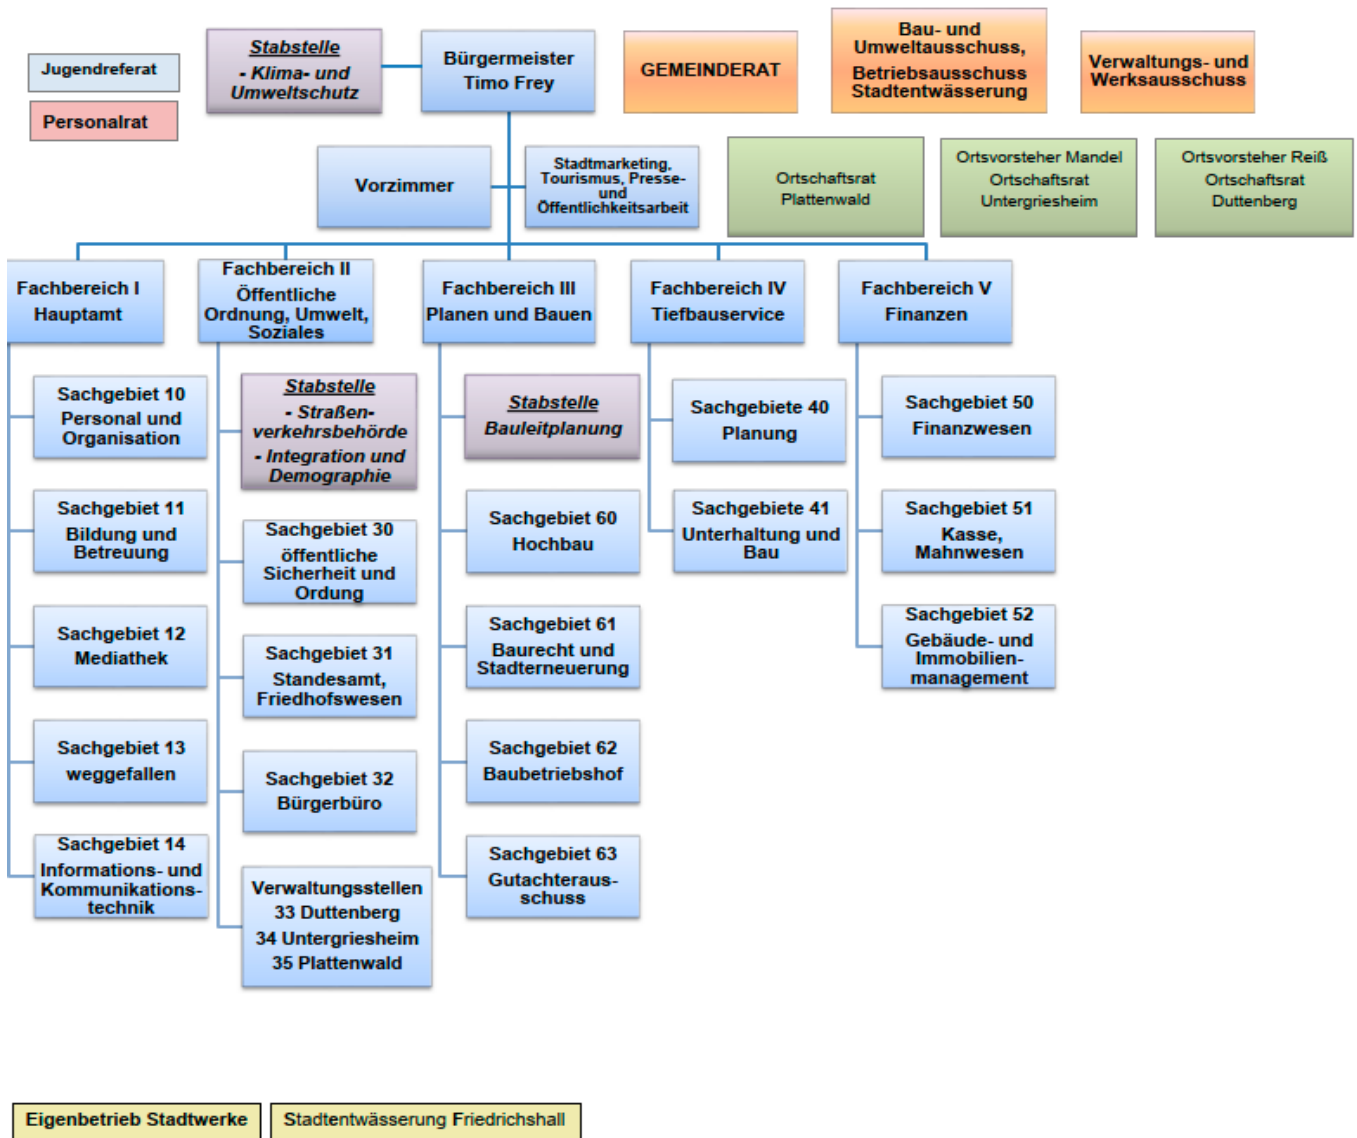 Jugendreferat
Personalrat
Stabstelle
- Klima- und
Umweltschutz
Bürgermeister
Timo Frey
GEMEINDERAT
Bau- und
Umweltausschuss,
Betriebsausschuss
Stadtentwässerung
Verwaltungs- und
Werksausschuss
Vorzimmer
Stadtmarketing,
Tourismus, Presse-
und
Öffentlichkeitsarbeit
Ortschaftsrat
Plattenwald
Ortsvorsteher Mandel
Ortschaftsrat
Untergriesheim
Ortsvorsteher Reiß
Ortschaftsrat
Duttenberg
Fachbereich I
Hauptamt
Fachbereich II
Öffentliche
Ordnung, Umwelt,
Soziales
Fachbereich III
Planen und Bauen
Fachbereich IV
Tiefbauservice
Fachbereich V
Finanzen
Sachgebiet 10
Personal und
Organisation
Sachgebiet 11
Bildung und
Betreuung
Sachgebiet 12
Mediathek
Sachgebiet 13
weggefallen
Sachgebiet 14
Informations- und
Kommunikations-
technik
Stabstelle
- Straßen-
verkehrsbehörde
- Integration und
Demographie
Sachgebiet 30
öffentliche
Sicherheit und
Ordung
Sachgebiet 31
Standesamt,
Friedhofswesen
Sachgebiet 32
Bürgerbüro
Verwaltungsstellen
33 Duttenberg
34 Untergriesheim
35 Plattenwald
Stabstelle
Bauleitplanung
Sachgebiet 60
Hochbau
Sachgebiet 61
Baurecht und
Stadterneuerung
Sachgebiet 62
Baubetriebshof
Sachgebiet 63
Gutachteraus-
schuss
Sachgebiete 40
Planung
Sachgebiete 41
Unterhaltung und
Bau
Sachgebiet 50
Finanzwesen
Sachgebiet 51
Kasse,
Mahnwesen
Sachgebiet 52
Gebäude- und
Immobilien-
management
Eigenbetrieb Stadtwerke
Stadtentwässerung Friedrichshall